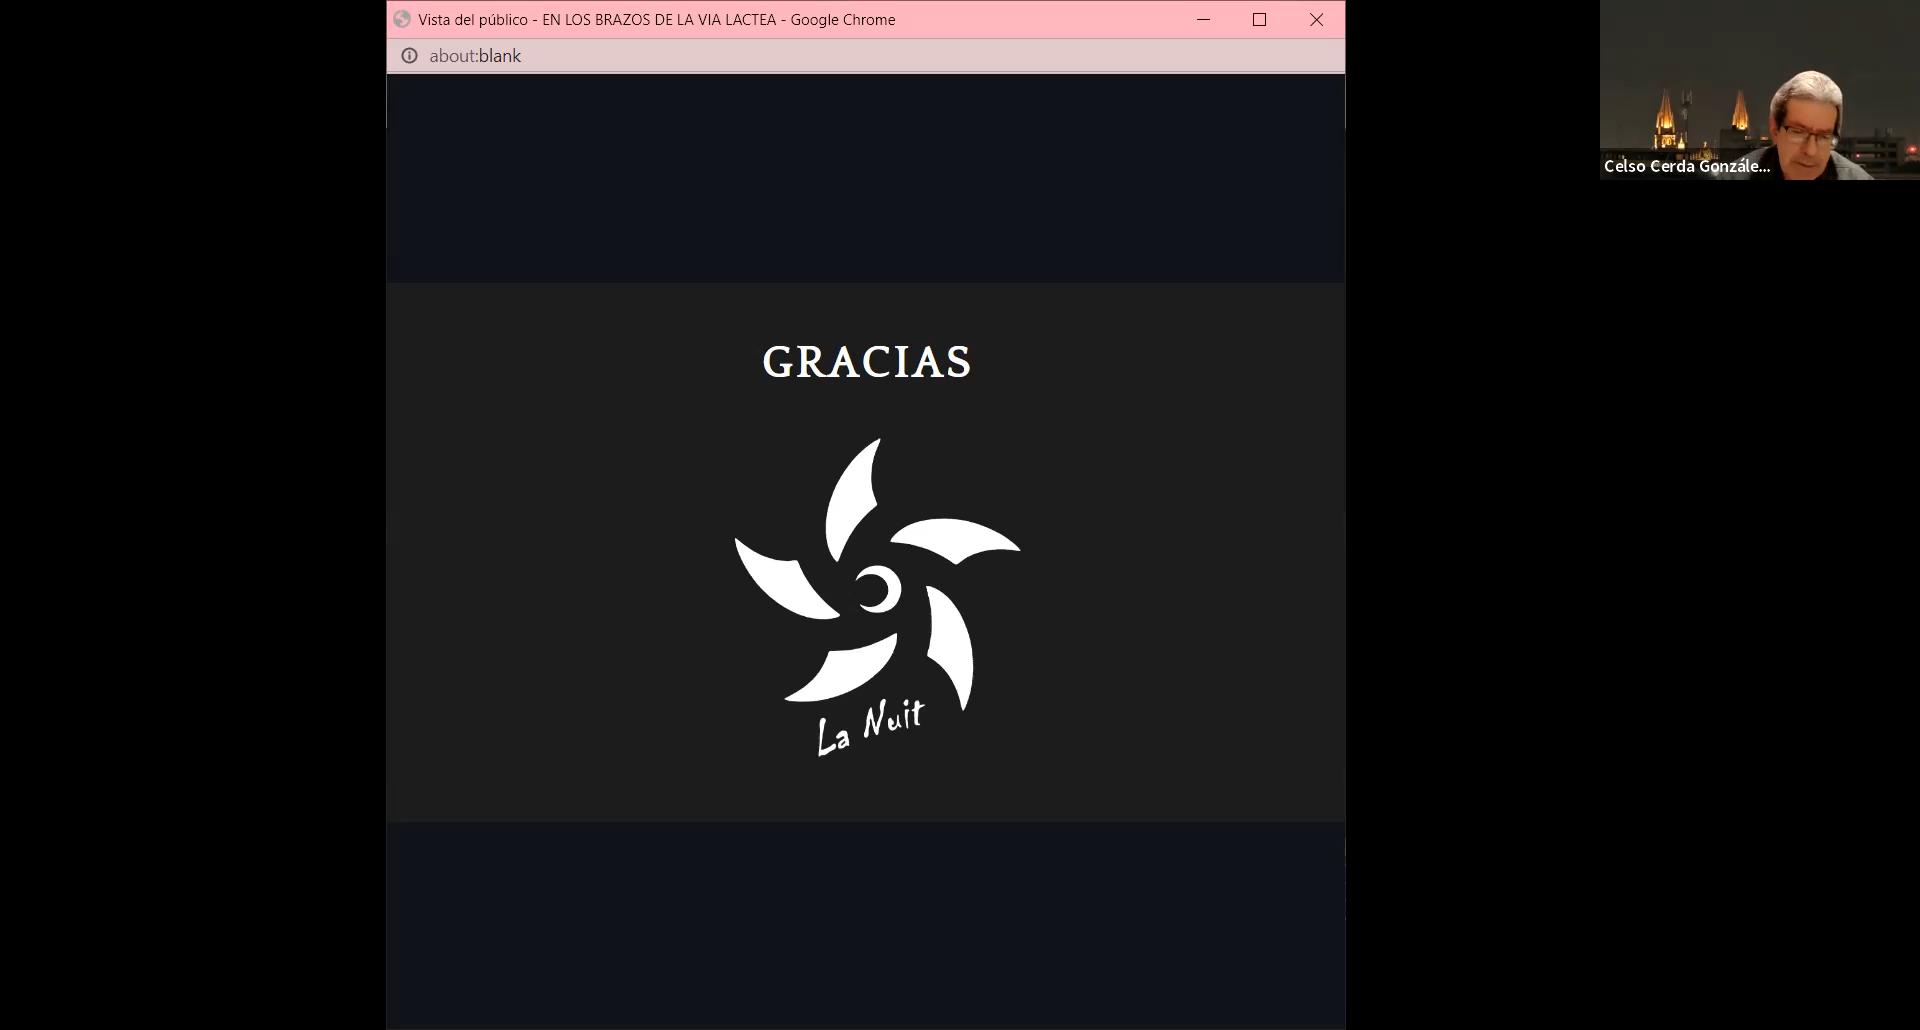 Vista del público - EN LOS BRAZOS DE LA VIA LACTEA - Google Chrome
about:blank
Celso Cerda Gonzále...
GRACIAS
La Nuit